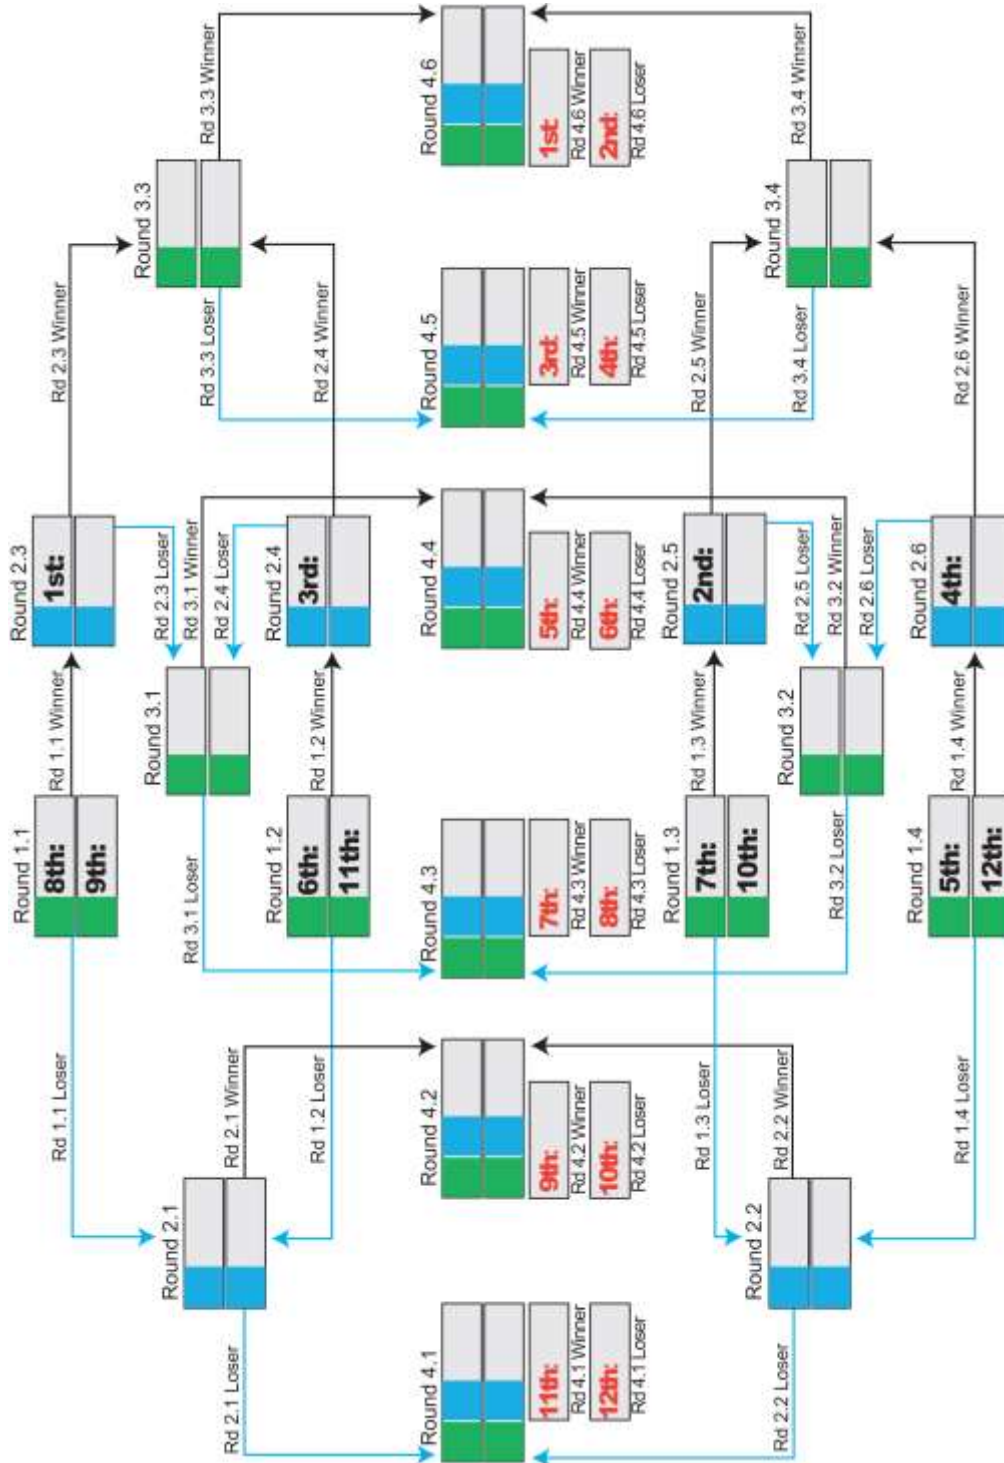 Round 4.1
11th:
Rd 4.1 Winner
12th:
Rd 4.1 Loser
Rd 2.1 Loser
Rd 2.2 Loser
Round 2.1
Round 2.2
Rd 1.1 Loser
Rd 2.1 Winner
Rd 1.2 Loser
Round 4.2
9th:
Rd 4.2 Winner
10th:
Rd 4.2 Loser
Rd 1.3 Loser
Rd 2.2 Winner
Rd 1.4 Loser
Round 1.1
8th:
9th:
Rd 3.1 Loser
Round 1.2
6th:
11th:
Round 4.3
7th:
Rd 4.3 Winner
8th:
Rd 4.3 Loser
Round 1.3
7th:
10th:
Rd 3.2 Loser
Round 1.4
5th:
12th:
Rd 1.1 Winner
Round 3.1
Rd 1.2 Winner
Rd 1.3 Winner
Round 3.2
Rd 1.4 Winner
Round 2.3
1st:
Rd 2.3 Loser
Rd 3.1 Winner
Rd 2.4 Loser
Round 2.4
3rd:
Round 4.4
5th:
Rd 4.4 Winner
6th:
Rd 4.4 Loser
Round 2.5
2nd:
Rd 2.5 Loser
Rd 3.2 Winner
Rd 2.6 Loser
Round 2.6
4th:
Rd 2.3 Winner
Rd 3.3 Loser
Rd 2.4 Winner
Round 4.5
3rd:
Rd 4.5 Winner
4th:
Rd 4.5 Loser
Rd 2.5 Winner
Rd 3.4 Loser
Rd 2.6 Winner
Round 3.3
Round 3.4
Rd 3.3 Winner
Round 4.6
1st:
Rd 4.6 Winner
2nd:
Rd 4.6 Loser
Rd 3.4 Winner